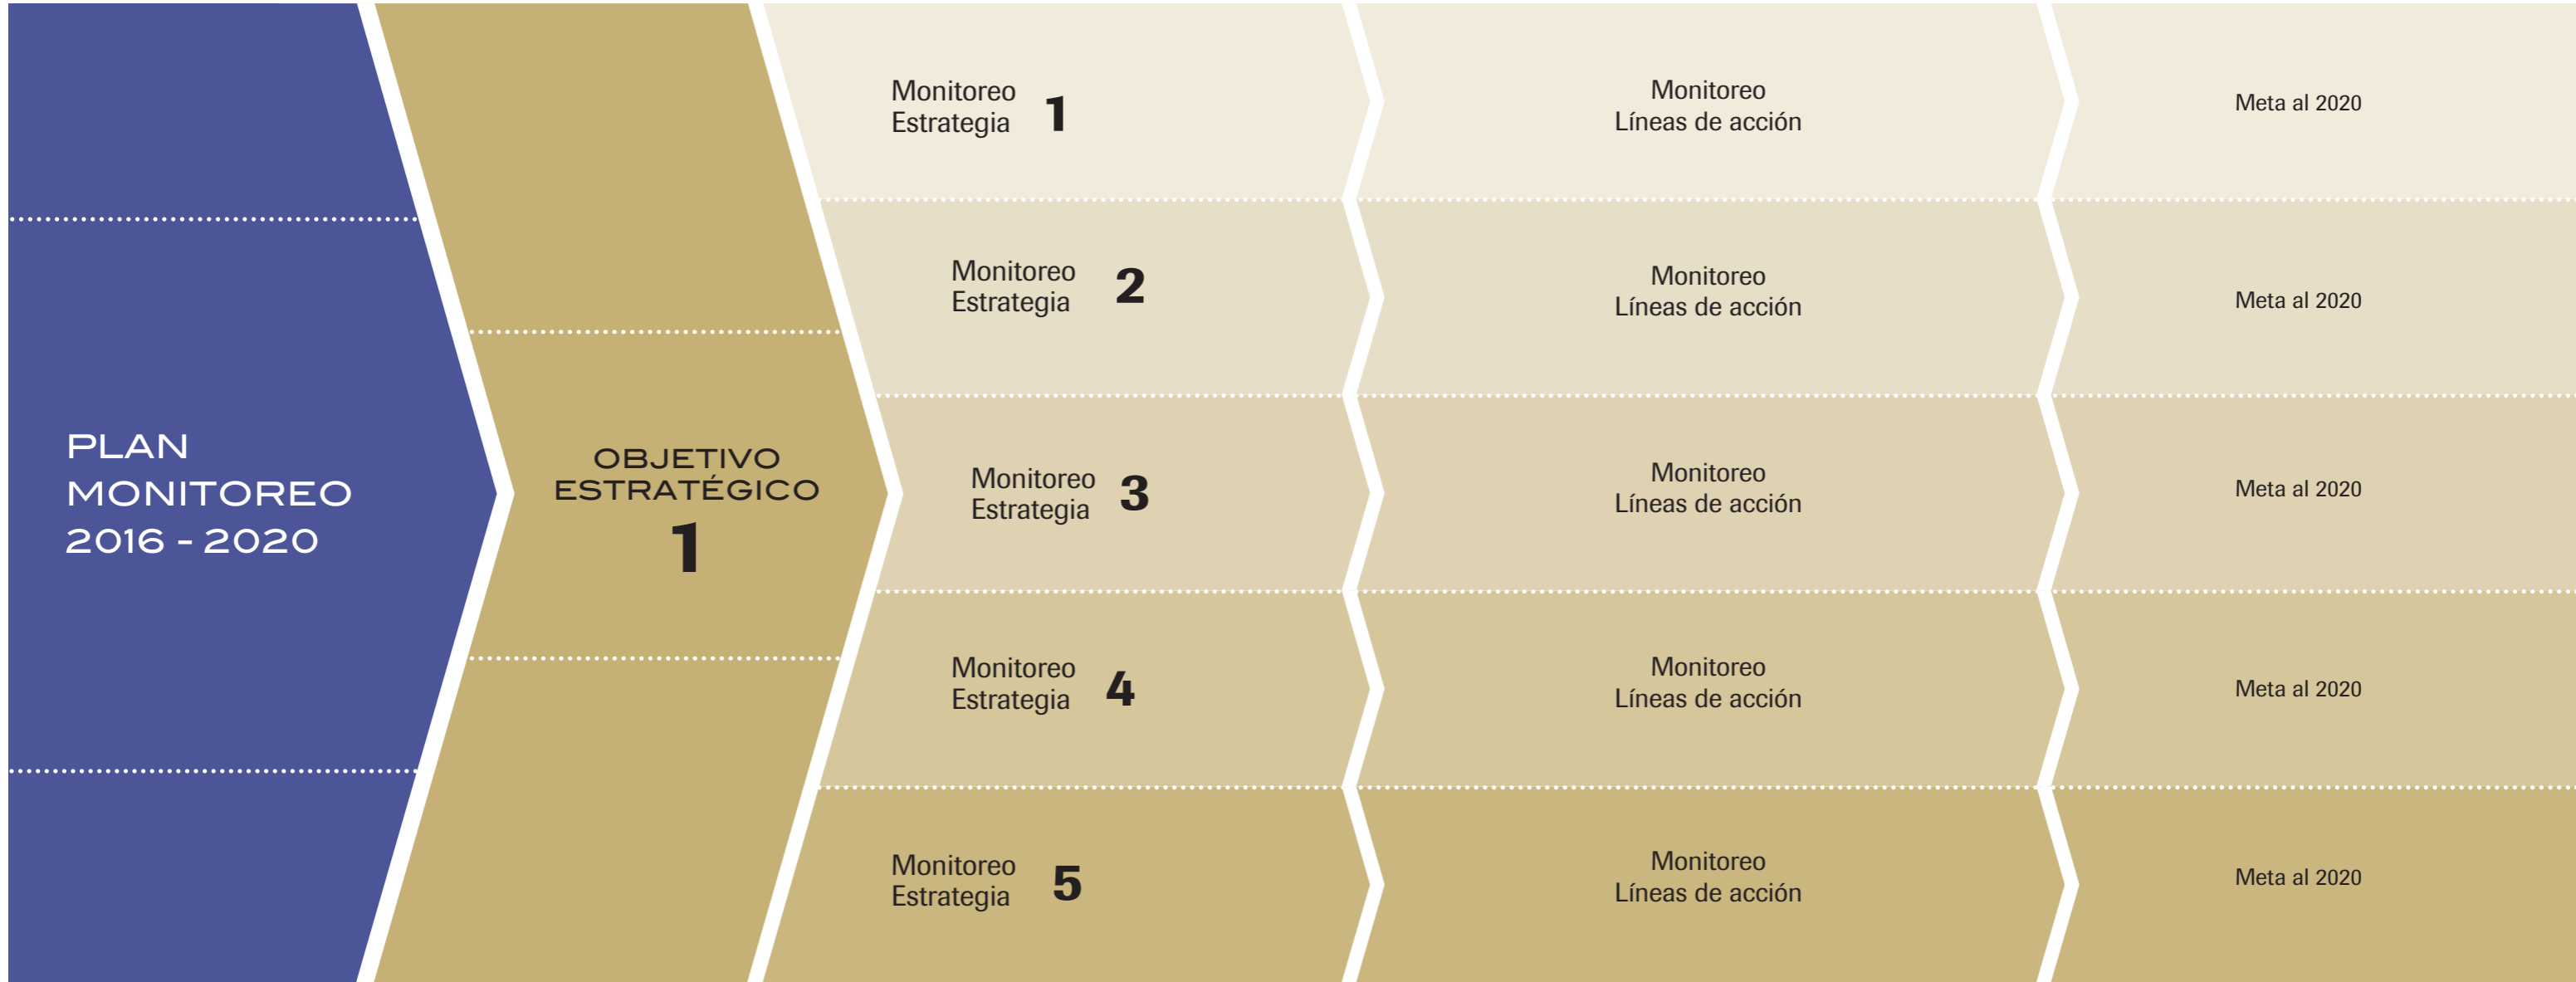 PLAN
MONITOREO
2016 - 2020
OBJETIVO
ESTRATÉGICO
1
Monitoreo
Estrategia 1
Monitoreo
Líneas de acción
Meta al 2020
Monitoreo
Estrategia 2
Monitoreo
Líneas de acción
Meta al 2020
Monitoreo
Estrategia 3
Monitoreo
Líneas de acción
Meta al 2020
Monitoreo
Estrategia 4
Monitoreo
Líneas de acción
Meta al 2020
Monitoreo
Estrategia 5
Monitoreo
Líneas de acción
Meta al 2020